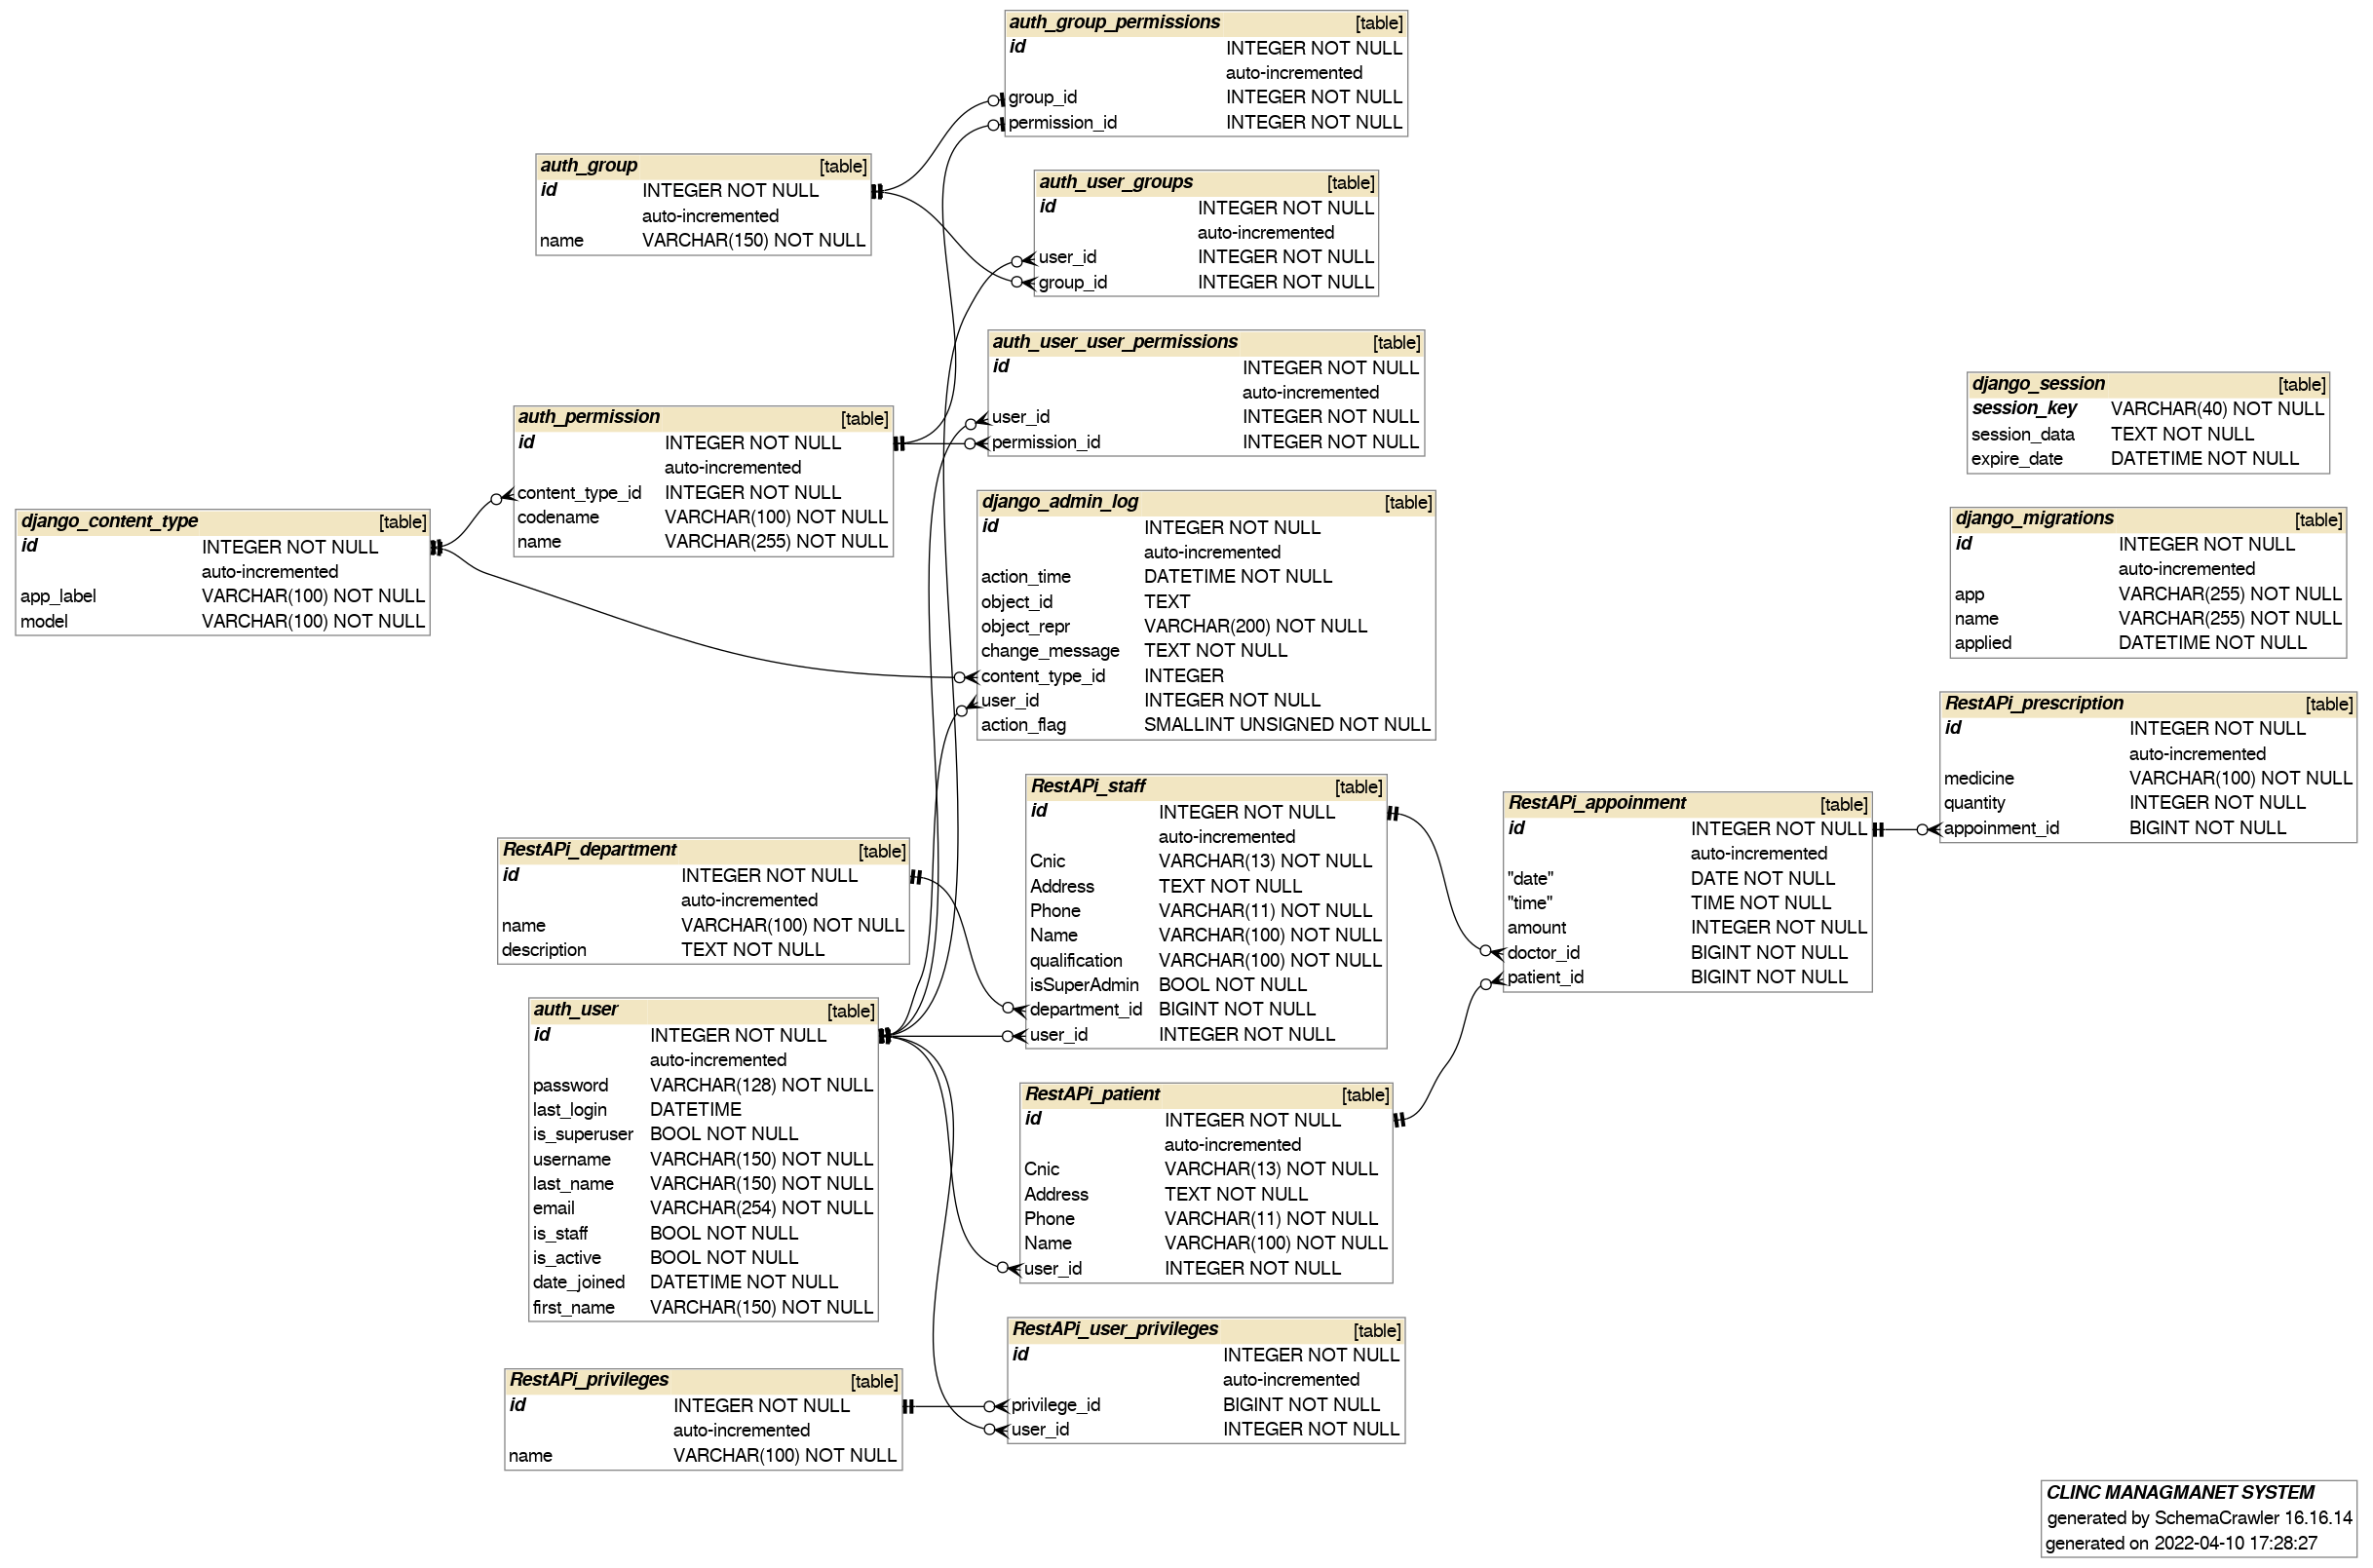 auth_group_permissions [table]
id INTEGER NOT NULL
auto-incremented
group_id INTEGER NOT NULL
permission_id INTEGER NOT NULL
auth_group [table]
id INTEGER NOT NULL
auto-incremented
name VARCHAR(150) NOT NULL
auth_user_groups [table]
id INTEGER NOT NULL
auto-incremented
user_id INTEGER NOT NULL
group_id INTEGER NOT NULL
auth_user_user_permissions [table]
id INTEGER NOT NULL
auto-incremented
user_id INTEGER NOT NULL
permission_id INTEGER NOT NULL
auth_permission [table]
id INTEGER NOT NULL
auto-incremented
content_type_id INTEGER NOT NULL
codename VARCHAR(100) NOT NULL
name VARCHAR(255) NOT NULL
django_content_type [table]
id INTEGER NOT NULL
auto-incremented
app_label VARCHAR(100) NOT NULL
model VARCHAR(100) NOT NULL
django_admin_log [table]
id INTEGER NOT NULL
auto-incremented
action_time DATETIME NOT NULL
object_id TEXT
object_repr VARCHAR(200) NOT NULL
change_message TEXT NOT NULL
content_type_id INTEGER
user_id INTEGER NOT NULL
action_flag SMALLINT UNSIGNED NOT NULL
django_session [table]
session_key VARCHAR(40) NOT NULL
session_data TEXT NOT NULL
expire_date DATETIME NOT NULL
django_migrations [table]
id INTEGER NOT NULL
auto-incremented
app VARCHAR(255) NOT NULL
name VARCHAR(255) NOT NULL
applied DATETIME NOT NULL
RestAPi_prescription [table]
id INTEGER NOT NULL
auto-incremented
medicine VARCHAR(100) NOT NULL
quantity INTEGER NOT NULL
appoinment_id BIGINT NOT NULL
RestAPi_staff [table]
id INTEGER NOT NULL
auto-incremented
Cnic VARCHAR(13) NOT NULL
Address TEXT NOT NULL
Phone VARCHAR(11) NOT NULL
Name VARCHAR(100) NOT NULL
qualification VARCHAR(100) NOT NULL
isSuperAdmin BOOL NOT NULL
department_id BIGINT NOT NULL
user_id INTEGER NOT NULL
RestAPi_appoinment [table]
id INTEGER NOT NULL
auto-incremented
"date" DATE NOT NULL
"time" TIME NOT NULL
amount INTEGER NOT NULL
doctor_id BIGINT NOT NULL
patient_id BIGINT NOT NULL
RestAPi_department [table]
id INTEGER NOT NULL
auto-incremented
name VARCHAR(100) NOT NULL
description TEXT NOT NULL
auth_user [table]
id INTEGER NOT NULL
auto-incremented
password VARCHAR(128) NOT NULL
last_login DATETIME
is_superuser BOOL NOT NULL
username VARCHAR(150) NOT NULL
last_name VARCHAR(150) NOT NULL
email VARCHAR(254) NOT NULL
is_staff BOOL NOT NULL
is_active BOOL NOT NULL
date_joined DATETIME NOT NULL
first_name VARCHAR(150) NOT NULL
RestAPi_patient [table]
id INTEGER NOT NULL
auto-incremented
Cnic VARCHAR(13) NOT NULL
Address TEXT NOT NULL
Phone VARCHAR(11) NOT NULL
Name VARCHAR(100) NOT NULL
user_id INTEGER NOT NULL
RestAPi_user_privileges [table]
id INTEGER NOT NULL
auto-incremented
privilege_id BIGINT NOT NULL
user_id INTEGER NOT NULL
RestAPi_privileges [table]
id INTEGER NOT NULL
auto-incremented
name VARCHAR(100) NOT NULL
CLINC MANAGMANET SYSTEM
generated by SchemaCrawler 16.16.14
generated on 2022-04-10 17:28:27